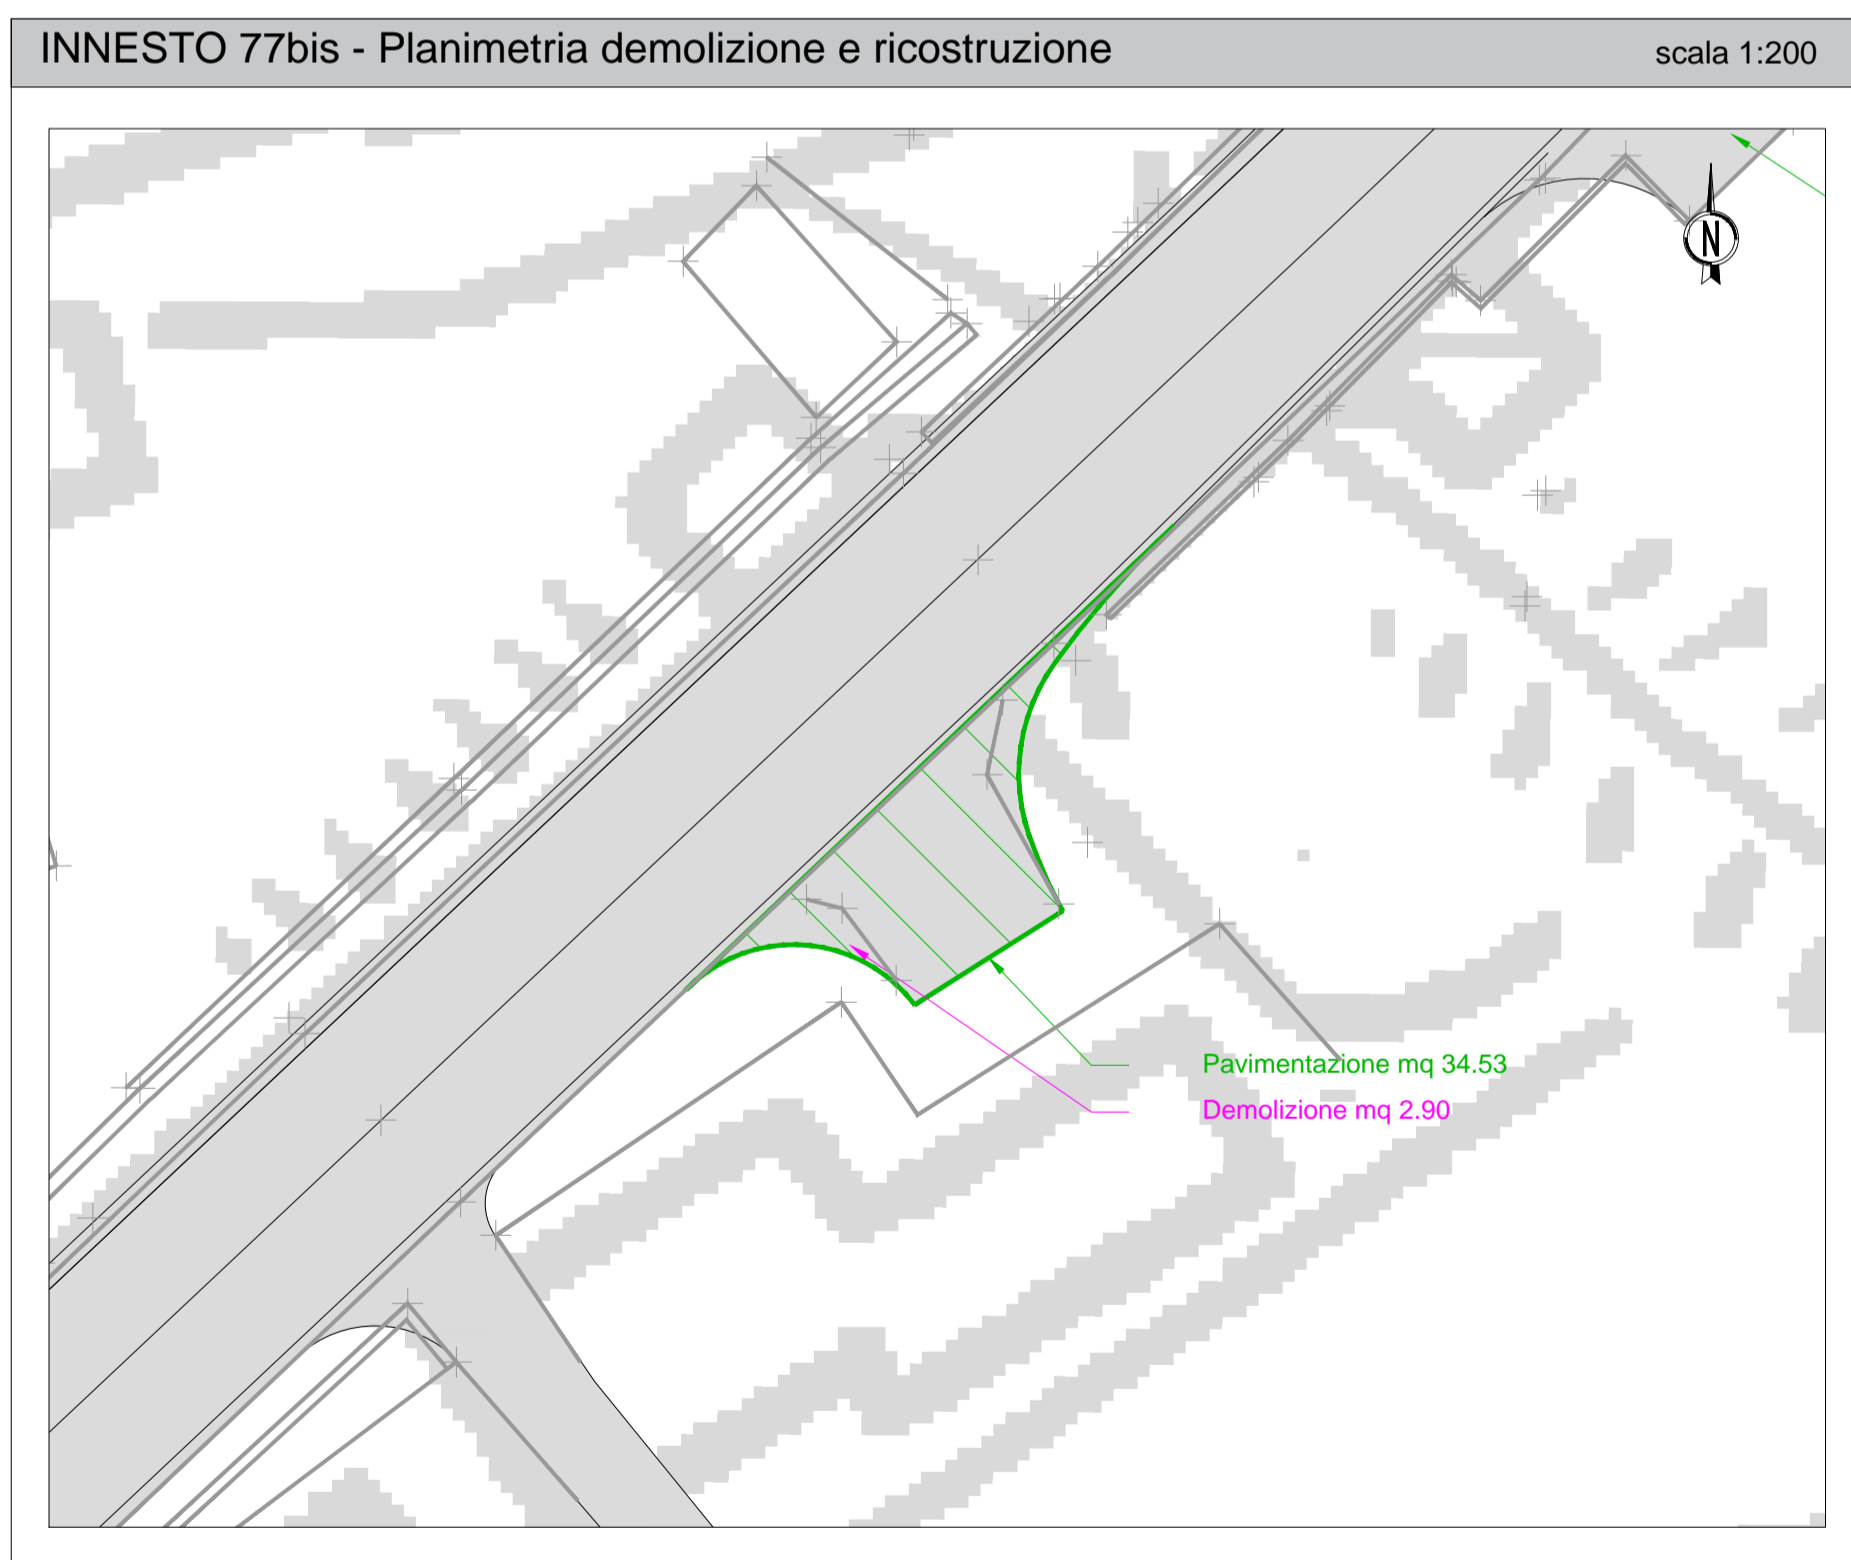 INNESTO 77bis - Planimetria demolizione e ricostruzione
scala 1:200
N
Pavimentazione mq 34.53
Demolizione mq 2.90